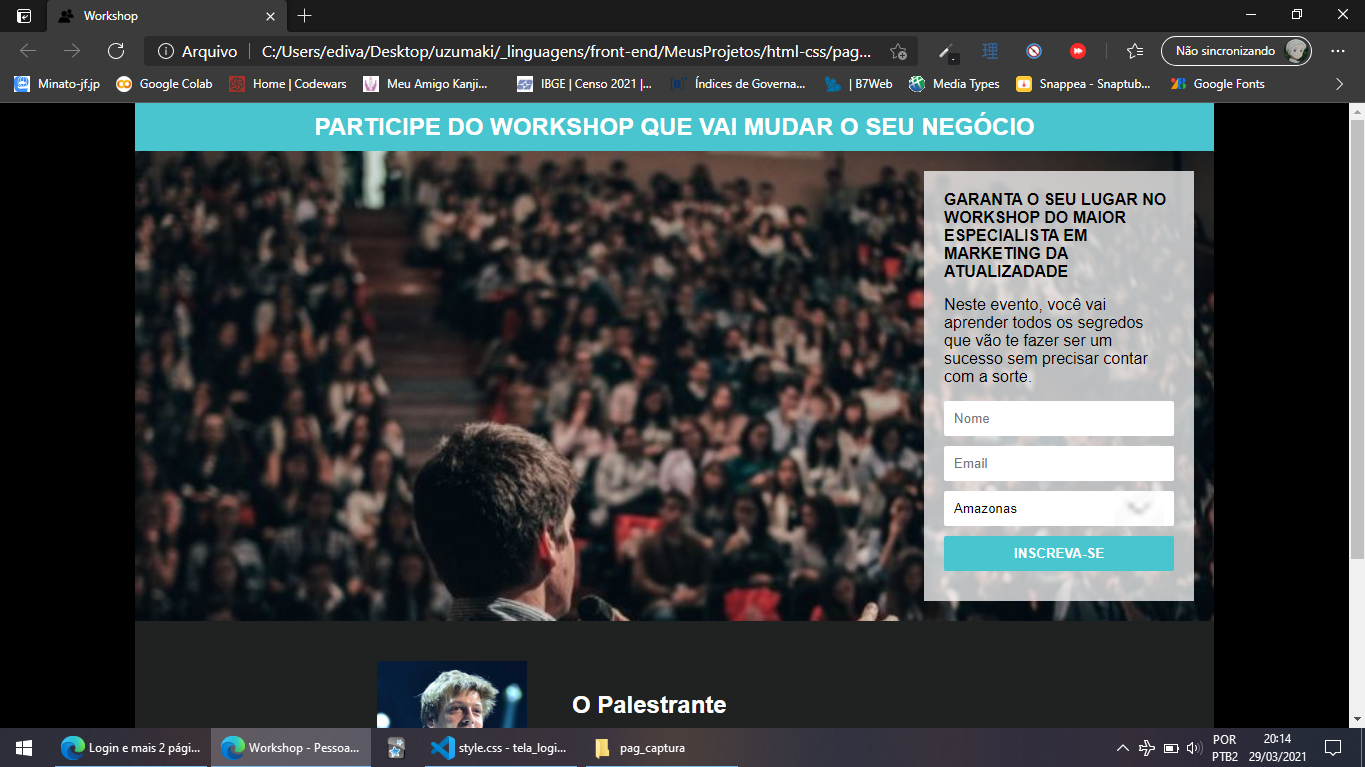 Workshop
Arquivo
C:/Users/ediva/Desktop/uzumaki/_linguagens/front-end/MeusProjetos/html-css/pag...
Não sincronizando
Minato-jf.jp
Google Colab
Home | Codewars
Meu Amigo Kanji...
IBGE | Censo 2021 |...
Índices de Governa...
| B7Web
Media Types
Snappea - Snaptub...
Google Fonts
PARTICIPE DO WORKSHOP QUE VAI MUDAR O SEU NEGÓCIO
GARANTA O SEU LUGAR NO
WORKSHOP DO MAIOR
ESPECIALISTA EM
MARKETING DA
ATUALIZADADE
Neste evento, você vai
aprender todos os segredos
que vão te fazer ser um
sucesso sem precisar contar
com a sorte.
Nome
Email
Amazonas
INSCREVA-SE
O Palestrante
Login e mais 2 pági...
Workshop - Pessoa...
style.css - tela_logi...
pag_captura
POR
PTB2
20:14
29/03/2021